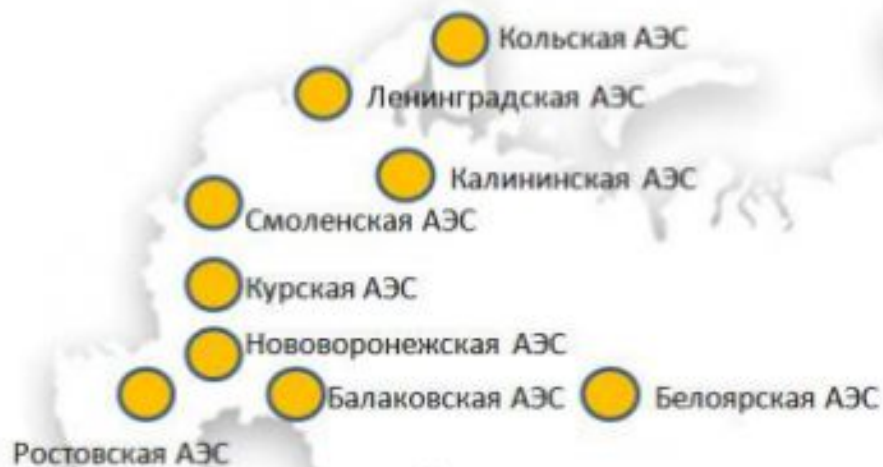 Кольская АЭС
Ленинградская АЭС
Калининская АЭС
Смоленская АЭС
Курская АЭС
Нововоронежская АЭС
Балаковская АЭС
Белоярская АЭС
Ростовская АЭС